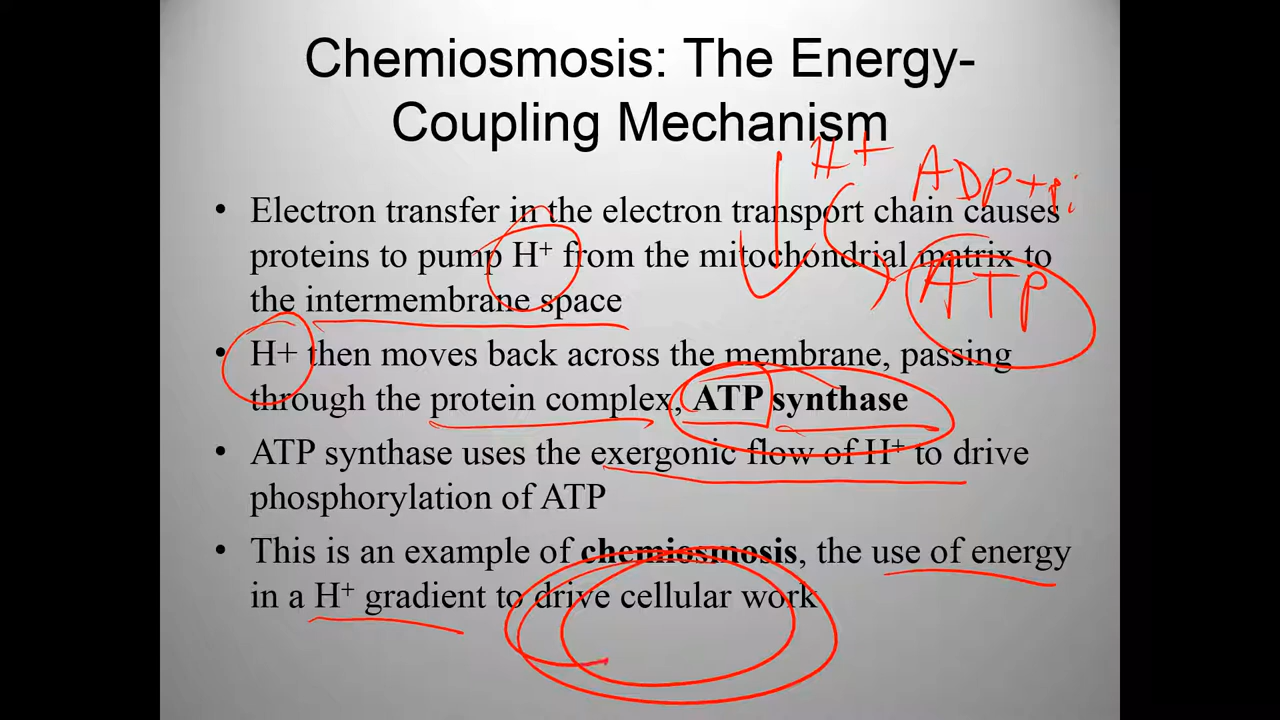 Chemiosmosis: The Energy-
Coupling Mechanism
H+ ADP+Pi
• Electron transfer in the electron transport chain causes
proteins to pump H⁺ from the mitochondrial matrix to
ATP
the intermembrane space
• H+ then moves back across the membrane, passing
through the protein complex, ATP synthase
• ATP synthase uses the exergonic flow of H⁺ to drive
phosphorylation of ATP
• This is an example of chemiosmosis, the use of energy
in a H⁺ gradient to drive cellular work